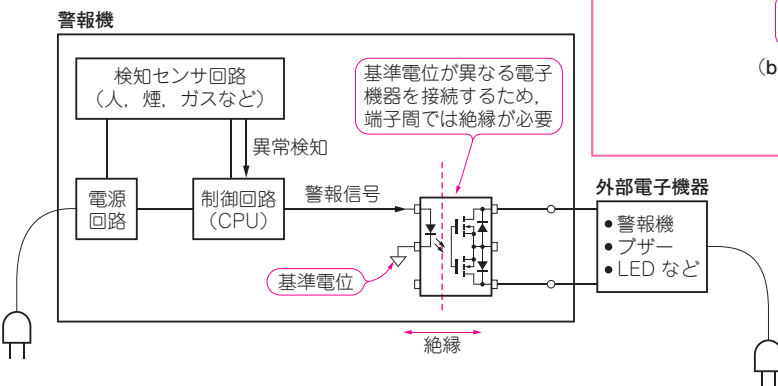 警報機
検知センサ回路
(人，煙，ガスなど)
基準電位が異なる電子
機器を接続するため，
端子間では絶縁が必要
(b
異常検知
電源
回路
制御回路
(CPU)
警報信号
外部電子機器
●警報機
●ブザー
●LED など
基準電位
絶縁